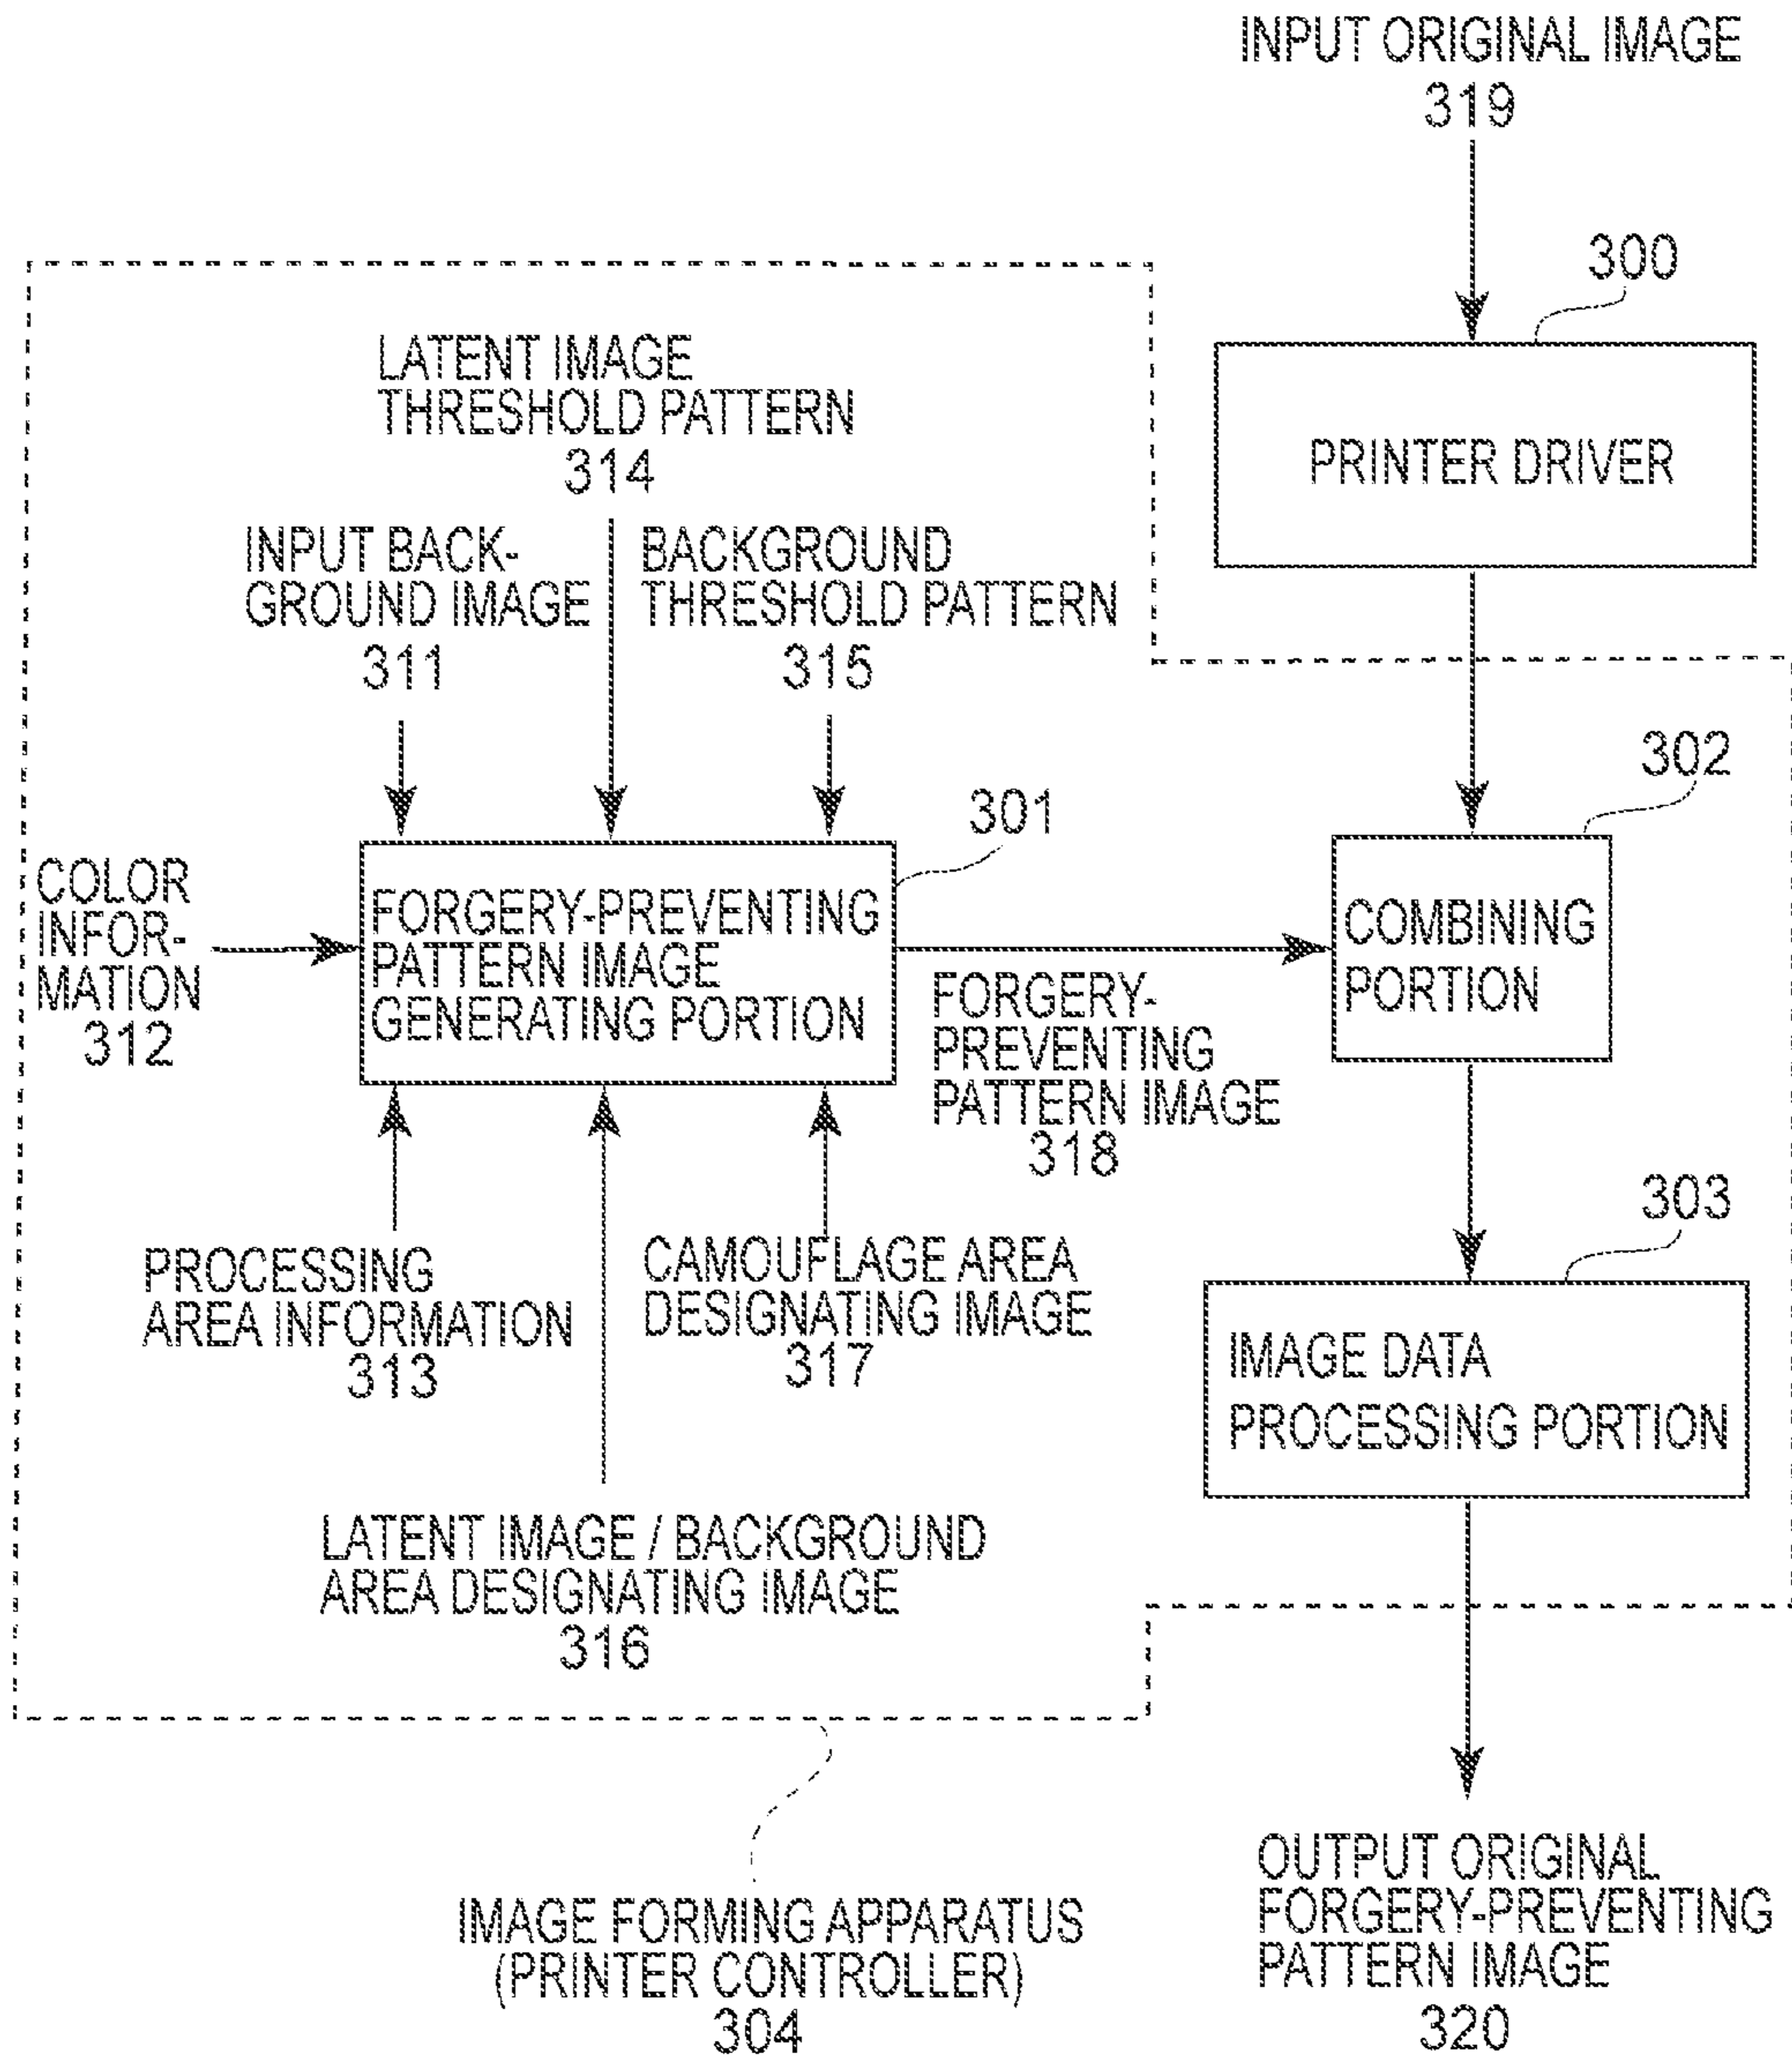 INPUT ORIGINAL IMAGE
319
300
PRINTER DRIVER
LATENT IMAGE
THRESHOLD PATTERN
314
INPUT BACK-
GROUND IMAGE
311
BACKGROUND
THRESHOLD PATTERN
315
302
301
COLOR
INFOR-
MATION
312
FORGERY-PREVENTING
PATTERN IMAGE
GENERATING PORTION
COMBINING
PORTION
FORGERY-
PREVENTING
PATTERN IMAGE
318
303
PROCESSING
AREA INFORMATION
313
CAMOUFLAGE AREA
DESIGNATING IMAGE
317
IMAGE DATA
PROCESSING PORTION
LATENT IMAGE / BACKGROUND
AREA DESIGNATING IMAGE
316
OUTPUT ORIGINAL
FORGERY-PREVENTING
PATTERN IMAGE
320
IMAGE FORMING APPARATUS
(PRINTER CONTROLLER)
304